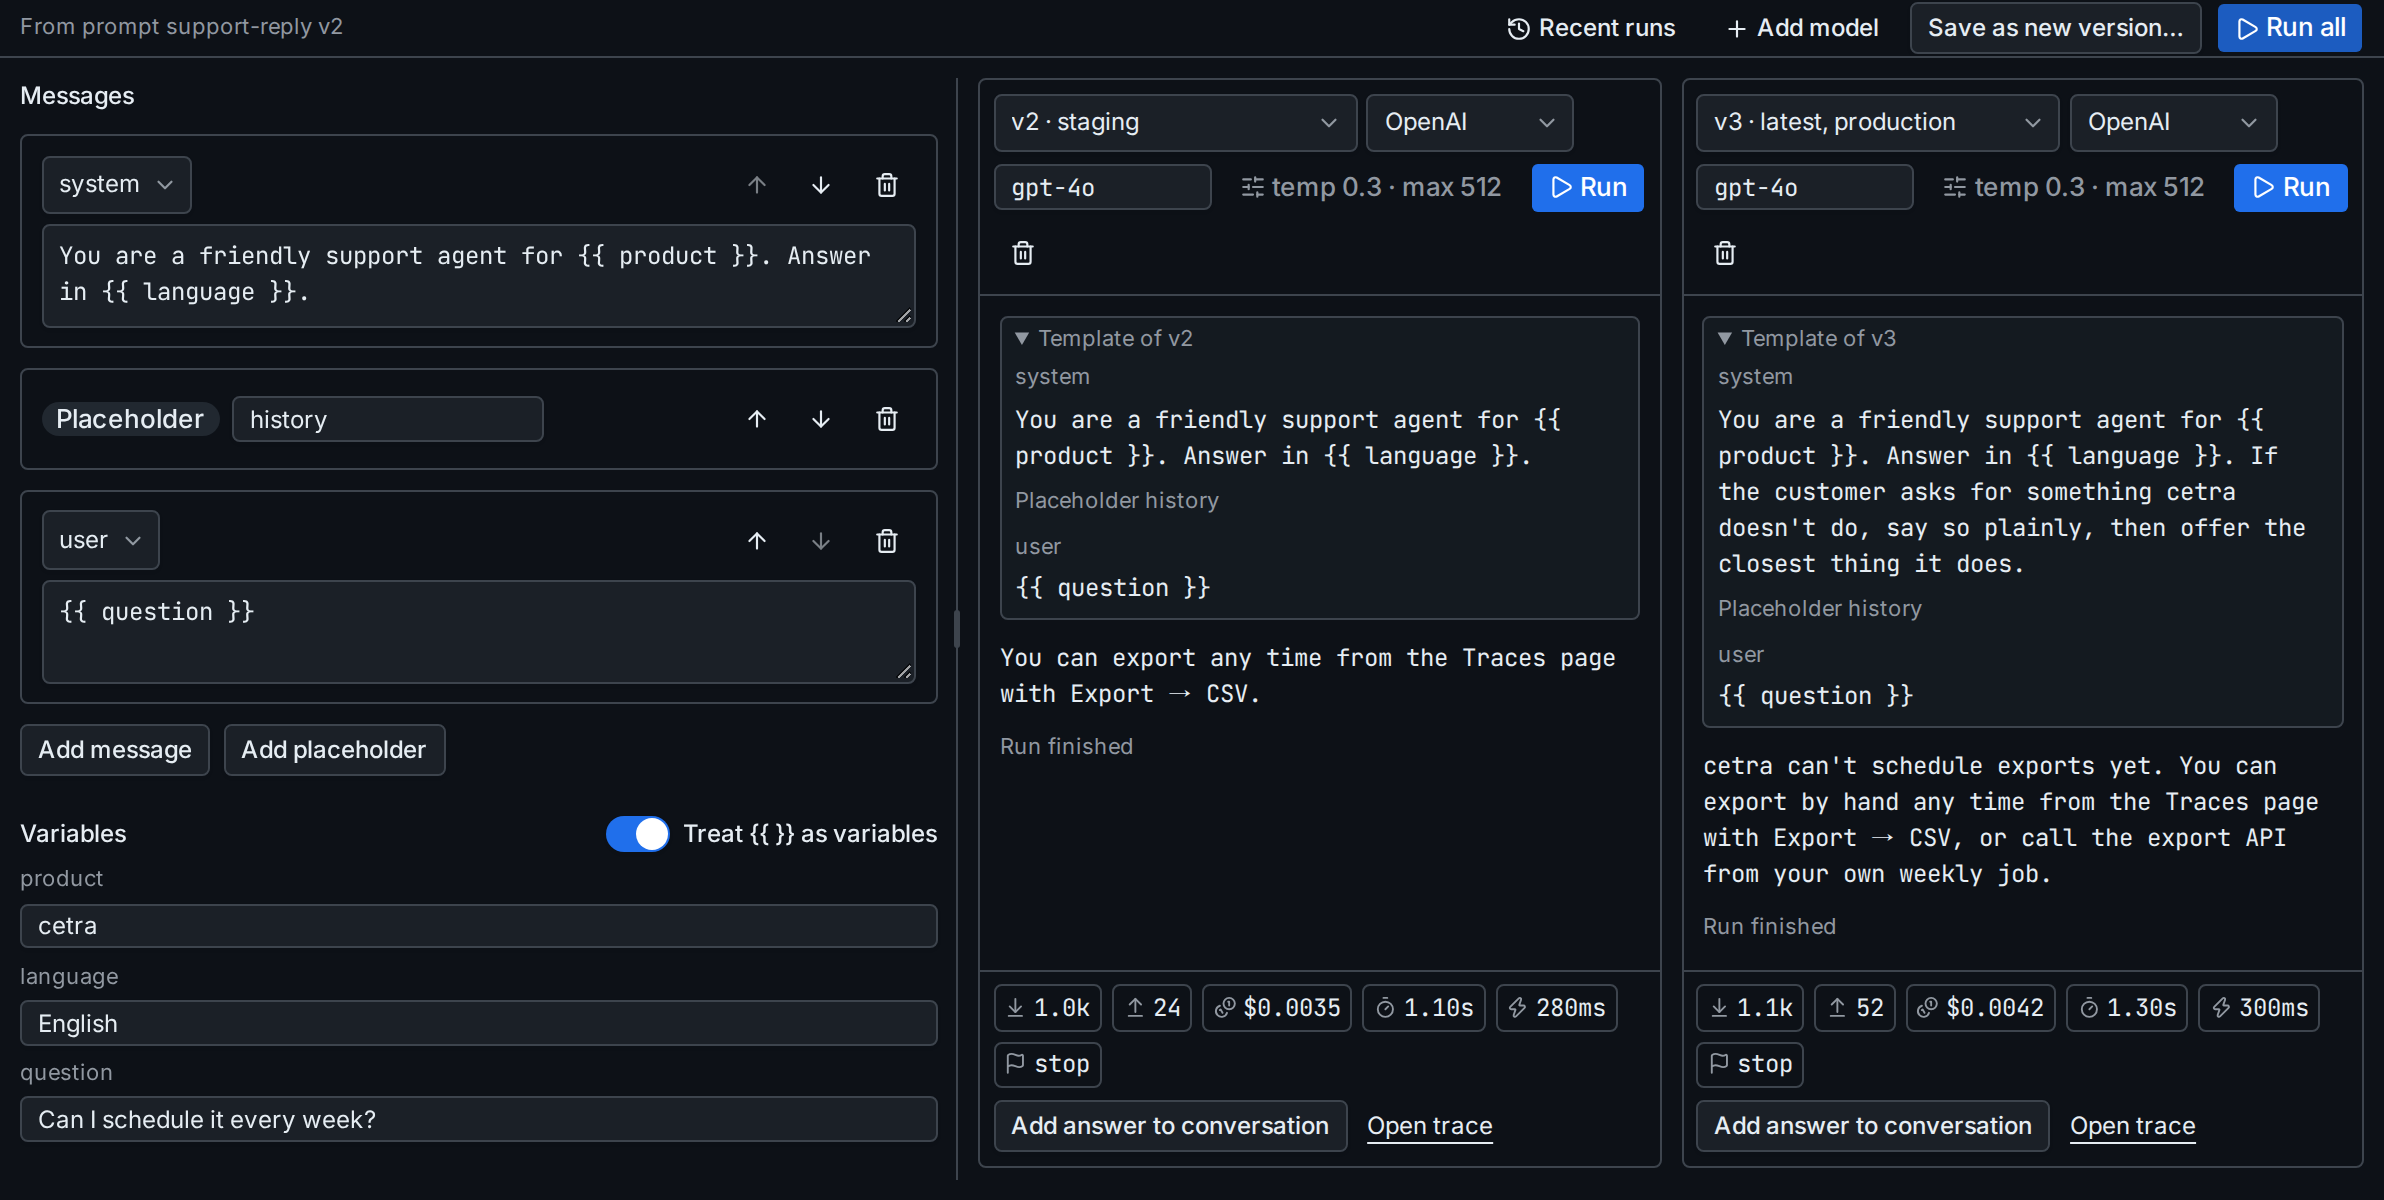 From prompt support-reply v2
Recent runs
Add model
Save as new version...
Run all
Messages
system
You are a friendly support agent for {{ product }}. Answer
in {{ language }}.
Placeholder
history
user
{{ question }}
Add message
Add placeholder
Variables
Treat {{ }} as variables
product
cetra
language
English
question
Can I schedule it every week?
v2 · staging
OpenAI
gpt-4o
temp 0.3 · max 512
Run
Template of v2
system
You are a friendly support agent for {{
product }}. Answer in {{ language }}.
Placeholder history
user
{{ question }}
You can export any time from the Traces page
with Export → CSV.
Run finished
1.0k
24
$0.0035
1.10s
280ms
stop
Add answer to conversation
Open trace
v3 · latest, production
OpenAI
gpt-4o
temp 0.3 · max 512
Run
Template of v3
system
You are a friendly support agent for {{
product }}. Answer in {{ language }}. If
the customer asks for something cetra
doesn't do, say so plainly, then offer the
closest thing it does.
Placeholder history
user
{{ question }}
cetra can't schedule exports yet. You can
export by hand any time from the Traces page
with Export → CSV, or call the export API
from your own weekly job.
Run finished
1.1k
52
$0.0042
1.30s
300ms
stop
Add answer to conversation
Open trace